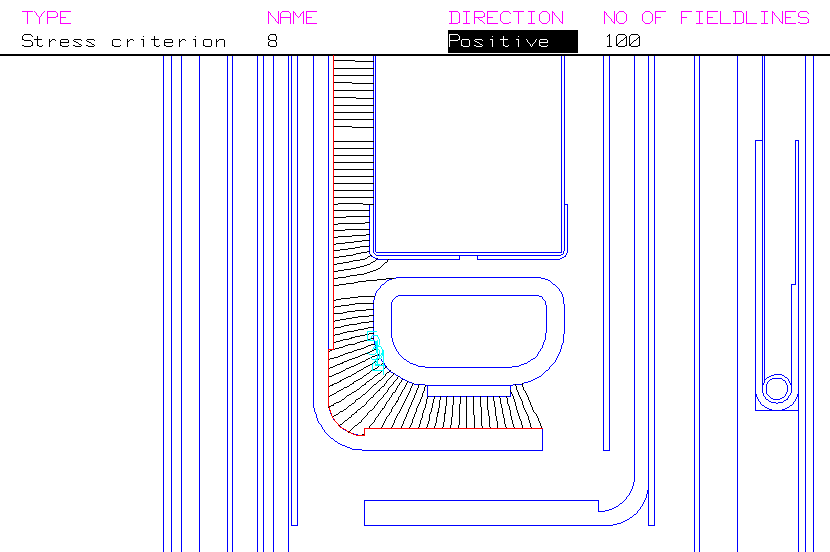 TYPE NAME DIRECTION NO OF FIELDLINES
Stress criterion 8 Positive 100